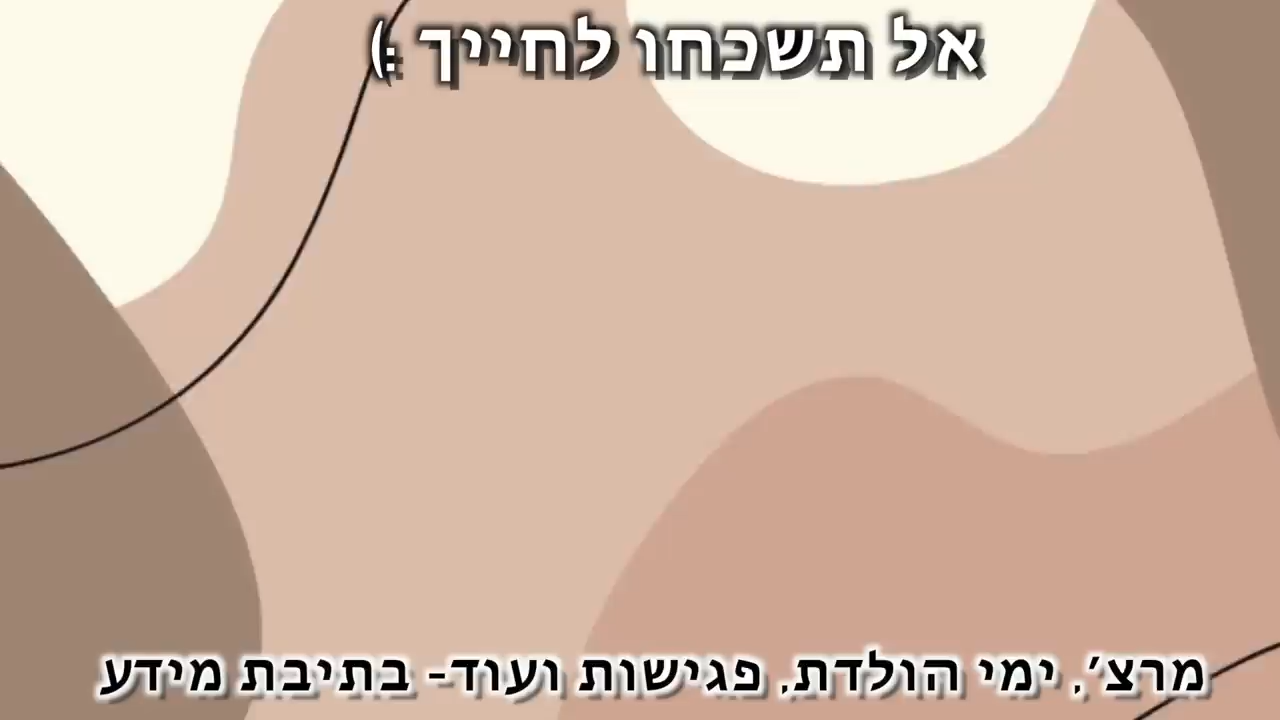 אל תשכחו לחייך :)
מרצ', ימי הולדת, פגישות ועוד- בתיבת מידע